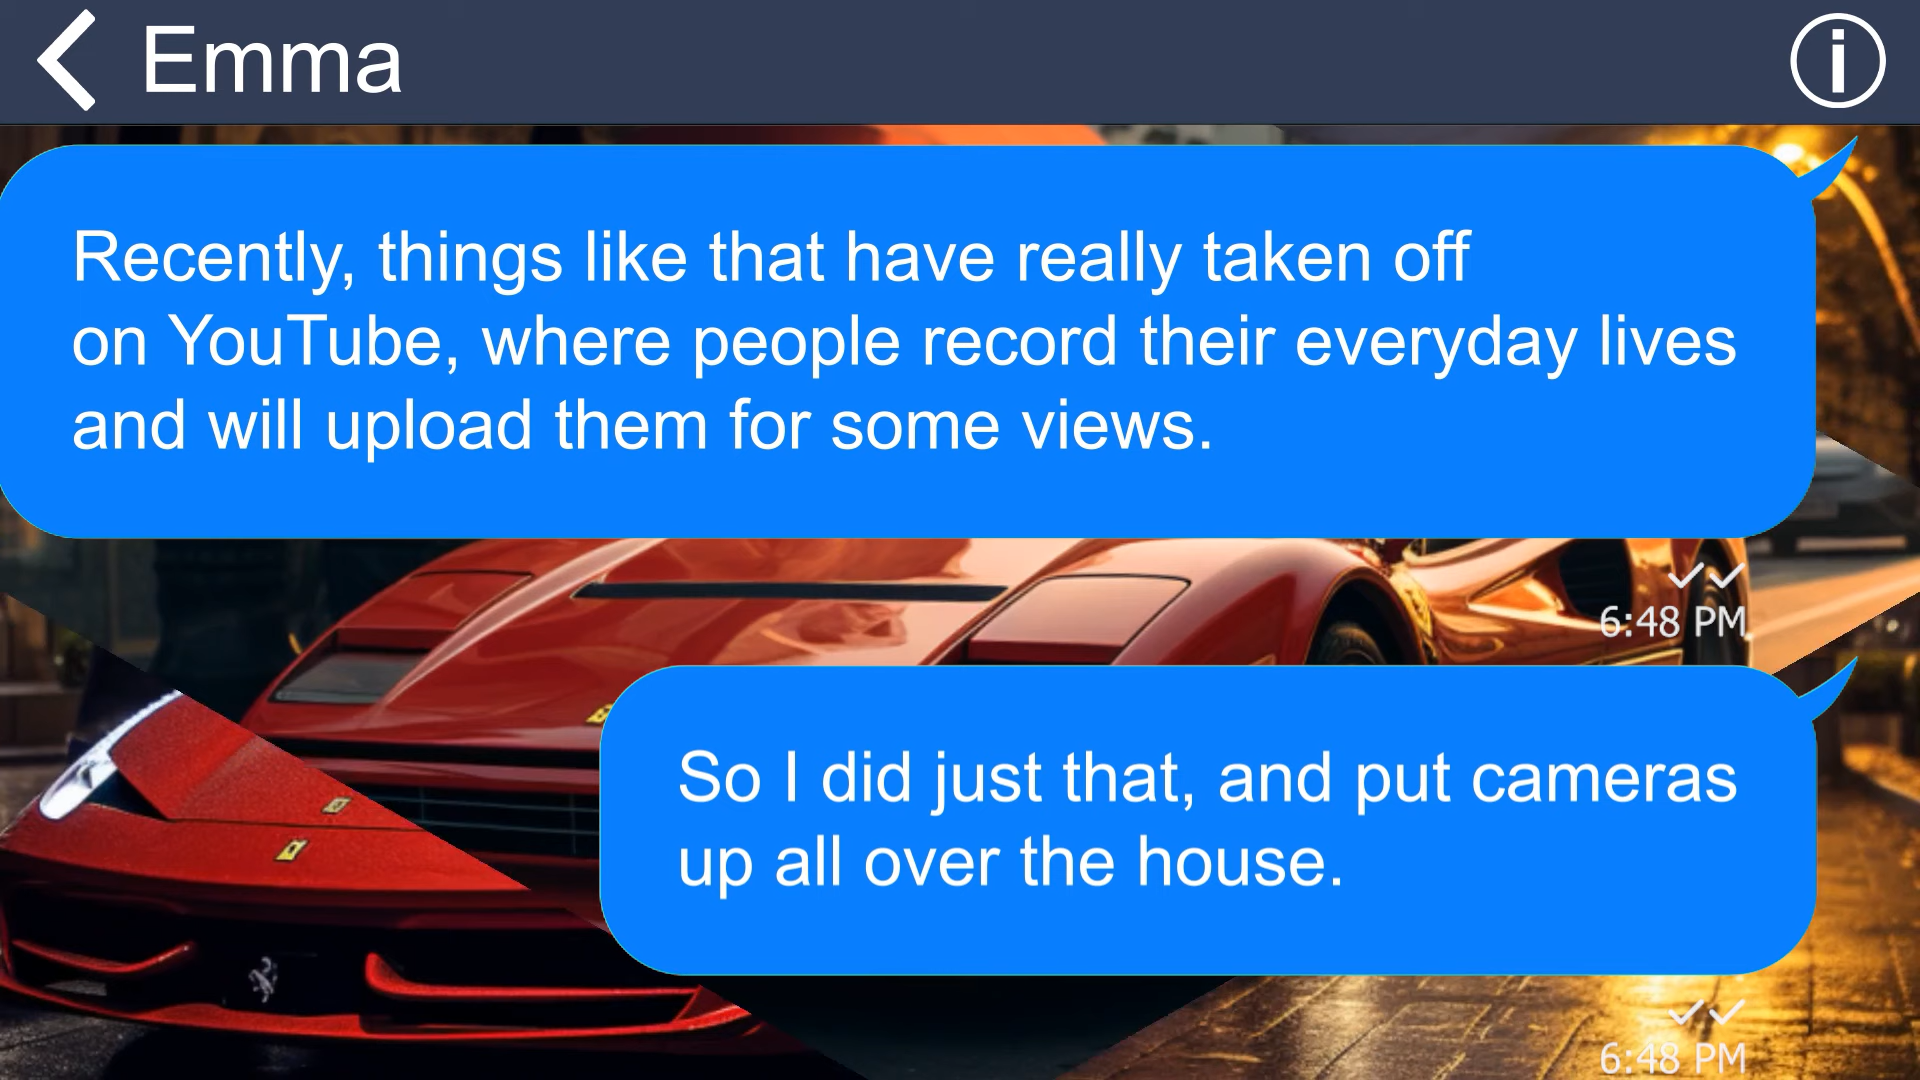 Emma
Recently, things like that have really taken off
on YouTube, where people record their everyday lives
and will upload them for some views.
6:48 PM
So I did just that, and put cameras
up all over the house.
6:48 PM